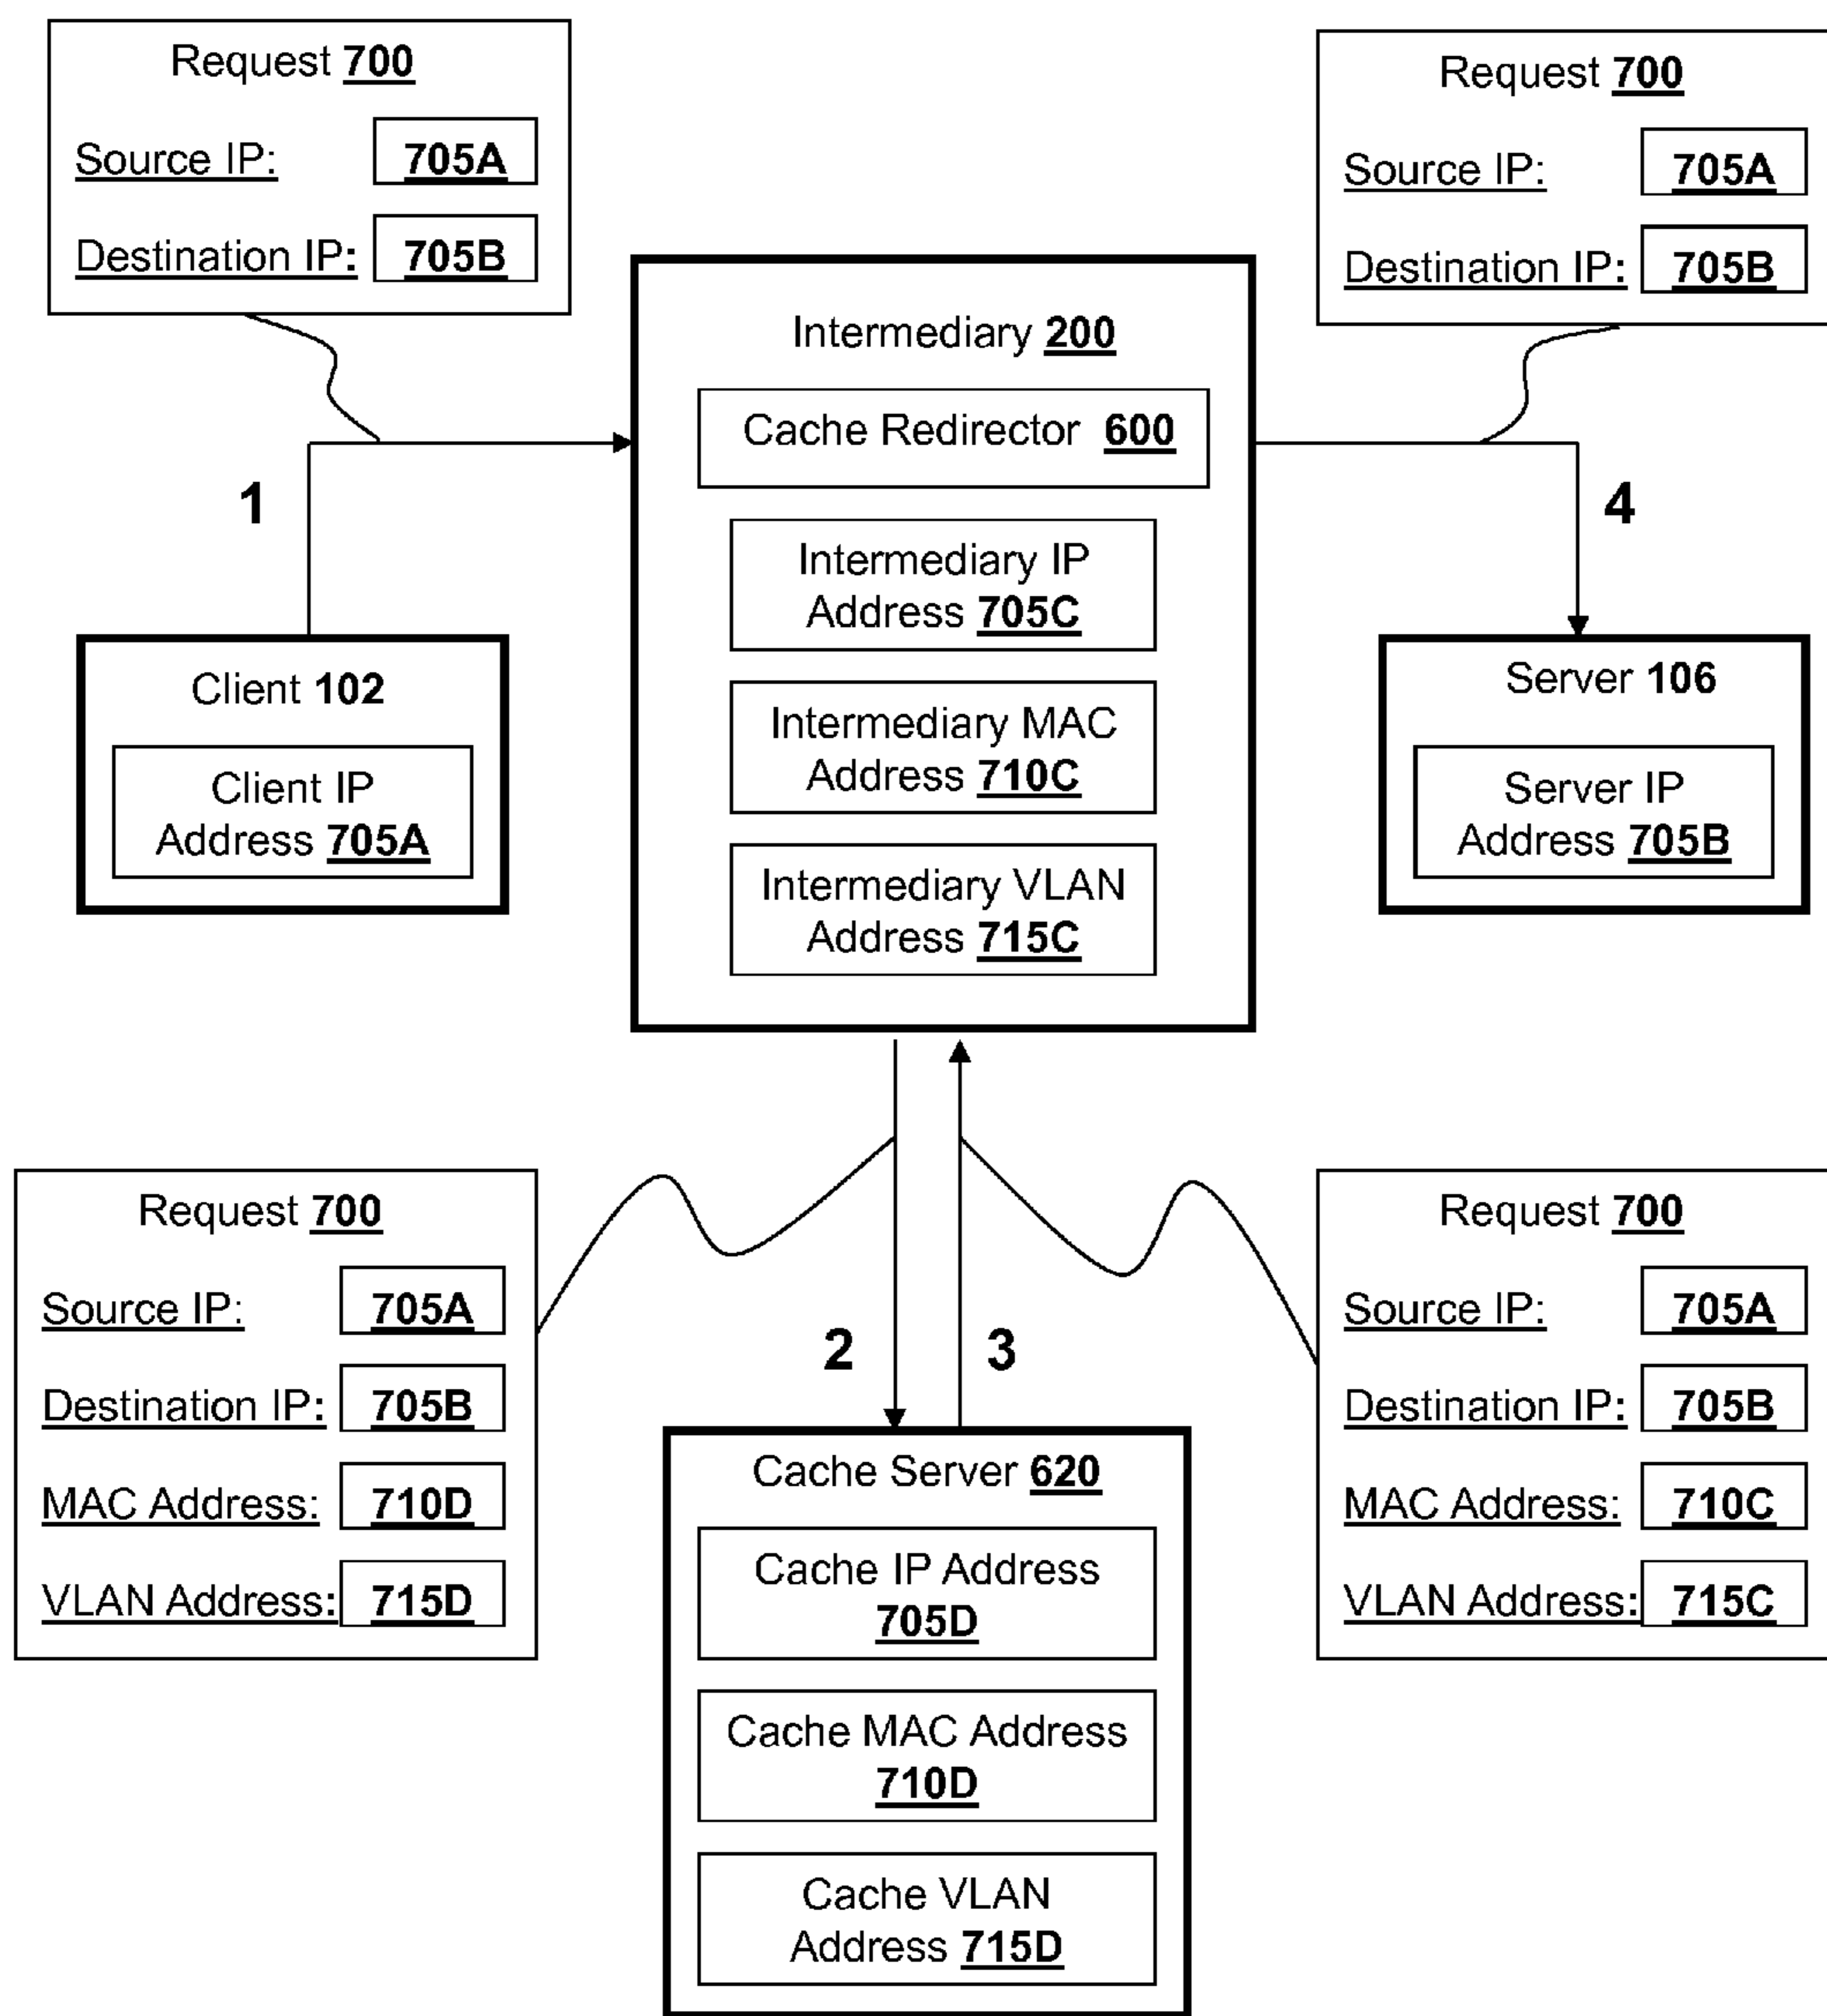 Request 700
Source IP: 705A
Destination IP: 705B
Request 700
Source IP: 705A
Destination IP: 705B
Intermediary 200
Cache Redirector 600
Intermediary IP
Address 705C
Intermediary MAC
Address 710C
Intermediary VLAN
Address 715C
1
4
Client 102
Client IP
Address 705A
Server 106
Server IP
Address 705B
Request 700
Source IP: 705A
Destination IP: 705B
MAC Address: 710D
VLAN Address: 715D
2
3
Request 700
Source IP: 705A
Destination IP: 705B
MAC Address: 710C
VLAN Address: 715C
Cache Server 620
Cache IP Address
705D
Cache MAC Address
710D
Cache VLAN
Address 715D